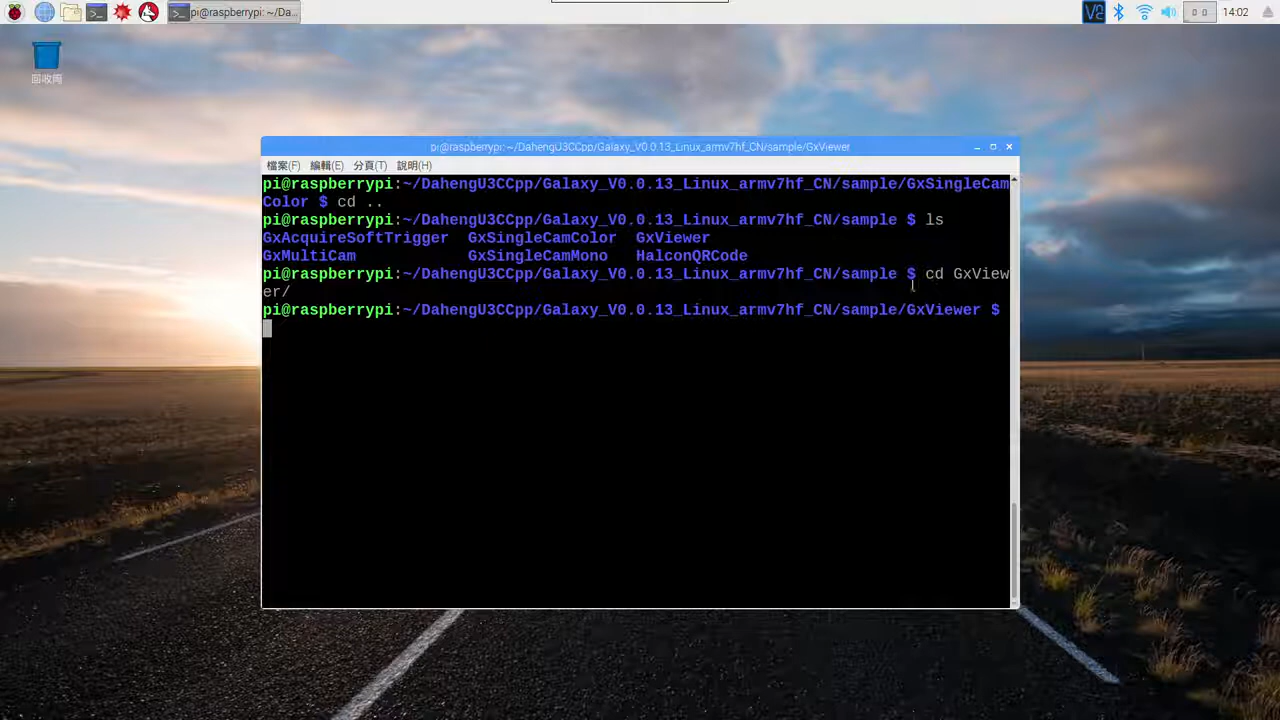 pi@raspberrypi: ~/Da...
14:02
回收筒
pi@raspberrypi:~/DahengU3CCpp/Galaxy_V0.0.13_Linux_armv7hf_CN/sample/GxViewer
檔案(F) 編輯(E) 分頁(T) 說明(H)
pi@raspberrypi:~/DahengU3CCpp/Galaxy_V0.0.13_Linux_armv7hf_CN/sample/GxSingleCam
Color $ cd ..
pi@raspberrypi:~/DahengU3CCpp/Galaxy_V0.0.13_Linux_armv7hf_CN/sample $ ls
GxAcquireSoftTrigger GxSingleCamColor GxViewer
GxMultiCam GxSingleCamMono HalconQRCode
pi@raspberrypi:~/DahengU3CCpp/Galaxy_V0.0.13_Linux_armv7hf_CN/sample $ cd GxView
er/
pi@raspberrypi:~/DahengU3CCpp/Galaxy_V0.0.13_Linux_armv7hf_CN/sample/GxViewer $